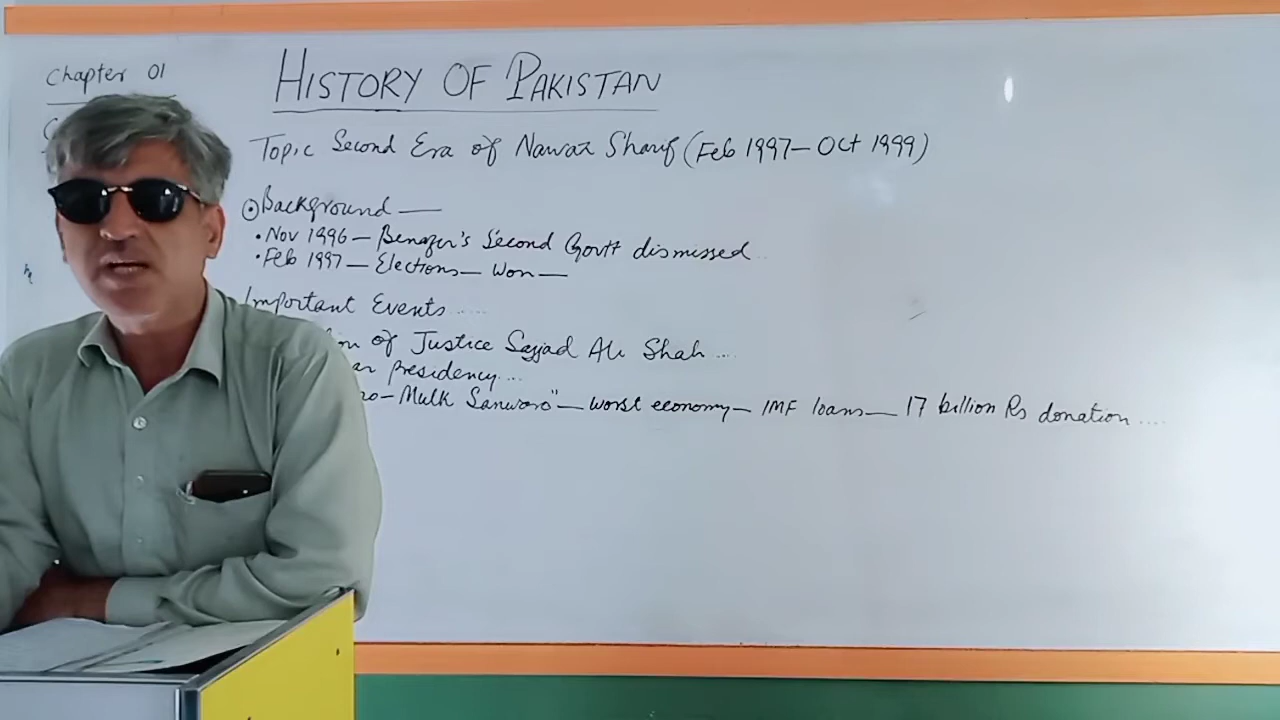 Chapter 01
HISTORY OF PAKISTAN
Topic Second Era of Nawaz Sharif (Feb 1997- Oct 1999)
Background —
• Nov 1996 - Benazir's Second Govtt dismissed
• Feb 1997 - Elections - Won -
Important Events.....
of Justice Sajjad Ali Shah ...
Presidency...
- Mulk Sanwaro" - worst economy - IMF loans - 17 billion Rs donation ....